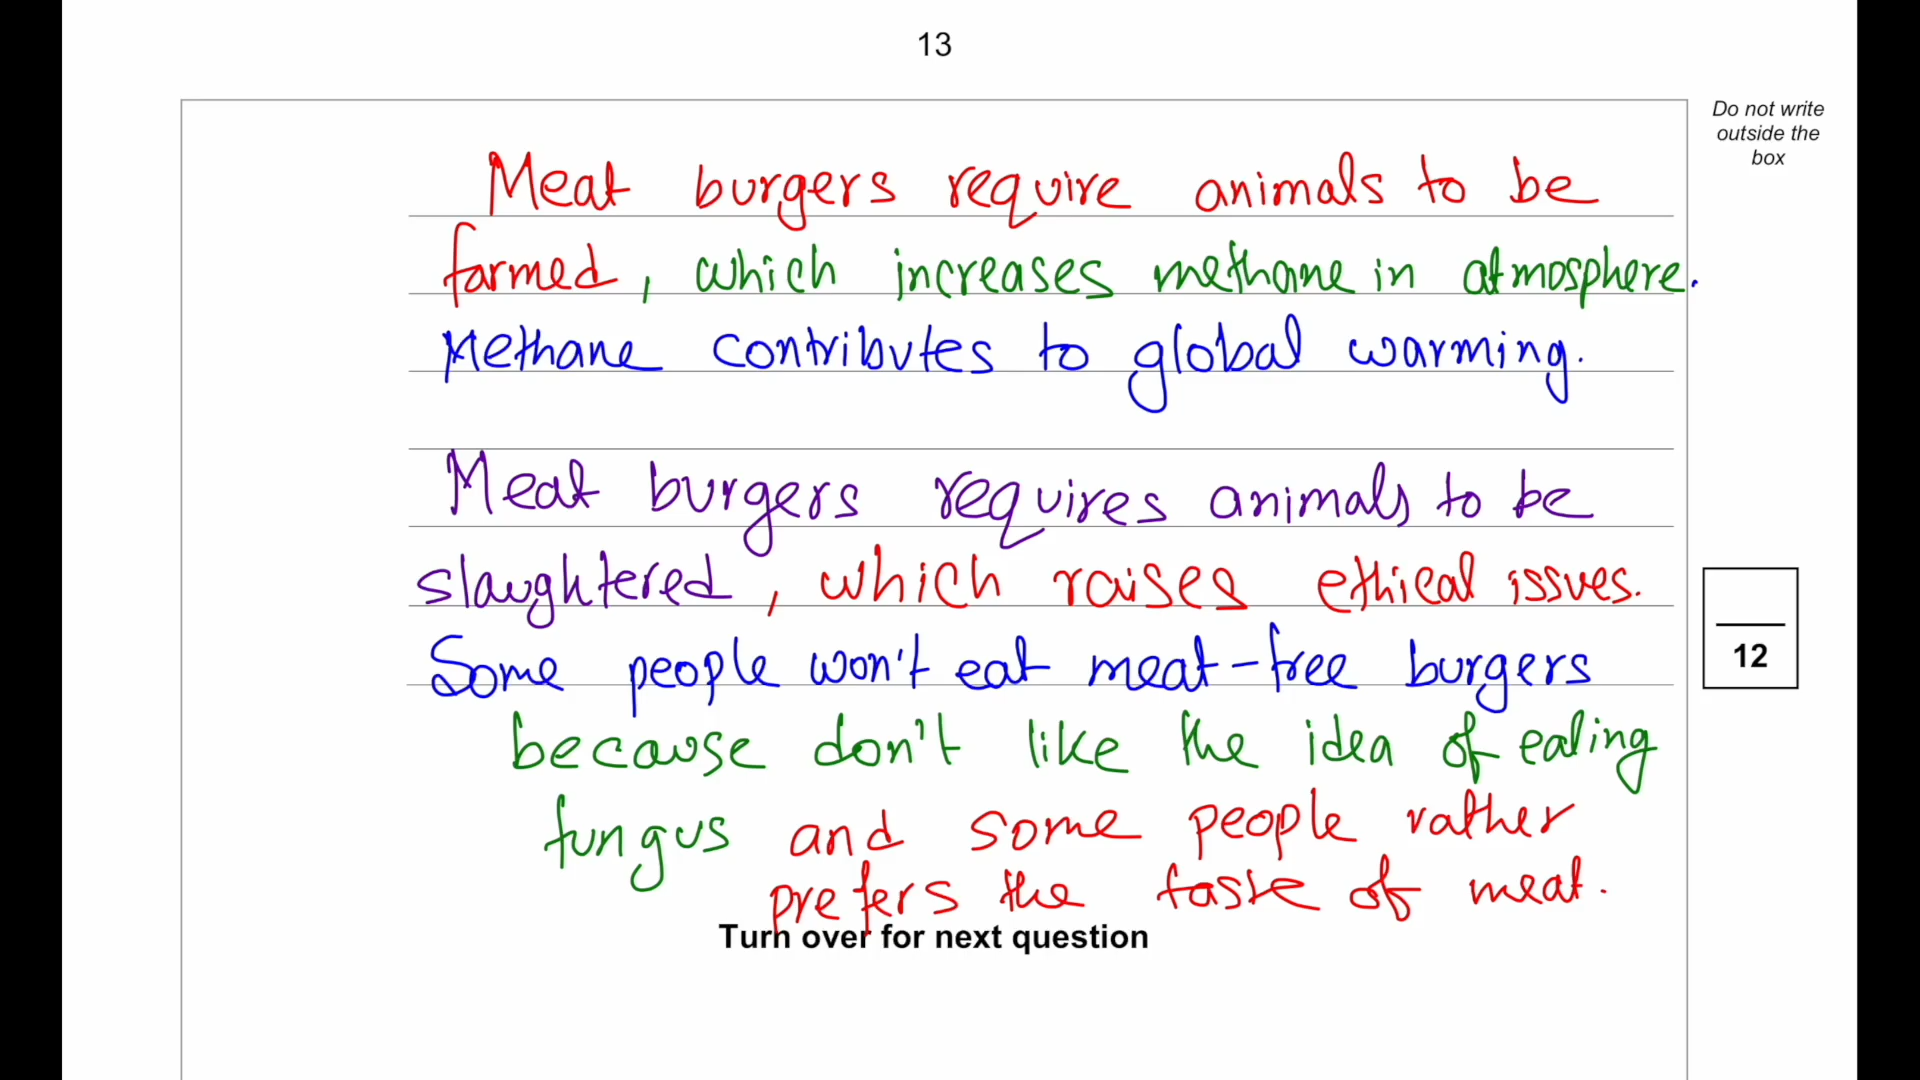 13
Do not write
outside the
box
Meat burgers require animals to be
farmed, which increases methane in atmosphere.
Methane contributes to global warming.
Meat burgers requires animals to be
slaughtered, which raises ethical issues.
Some people won't eat meat-free burgers
because don't like the idea of eating
fungus and some people rather
prefers the taste of meat.
12
Turn over for next question